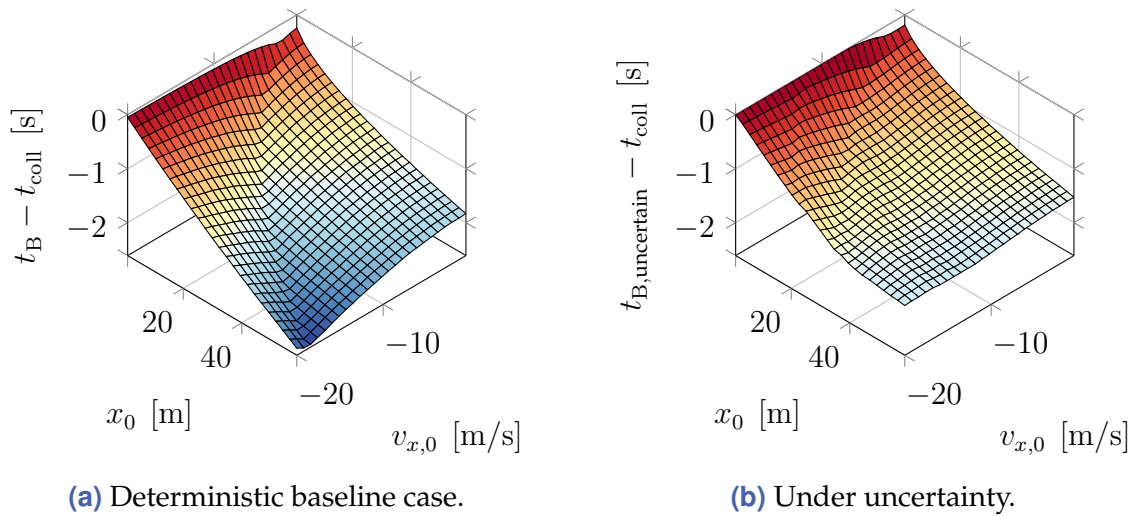 t_B − t_coll [s]
0
−1
−2
20
40
−20
−10
x_0 [m]
v_{x,0} [m/s]
(a) Deterministic baseline case.
t_{B,uncertain} − t_coll [s]
0
−1
−2
20
40
−20
−10
x_0 [m]
v_{x,0} [m/s]
(b) Under uncertainty.